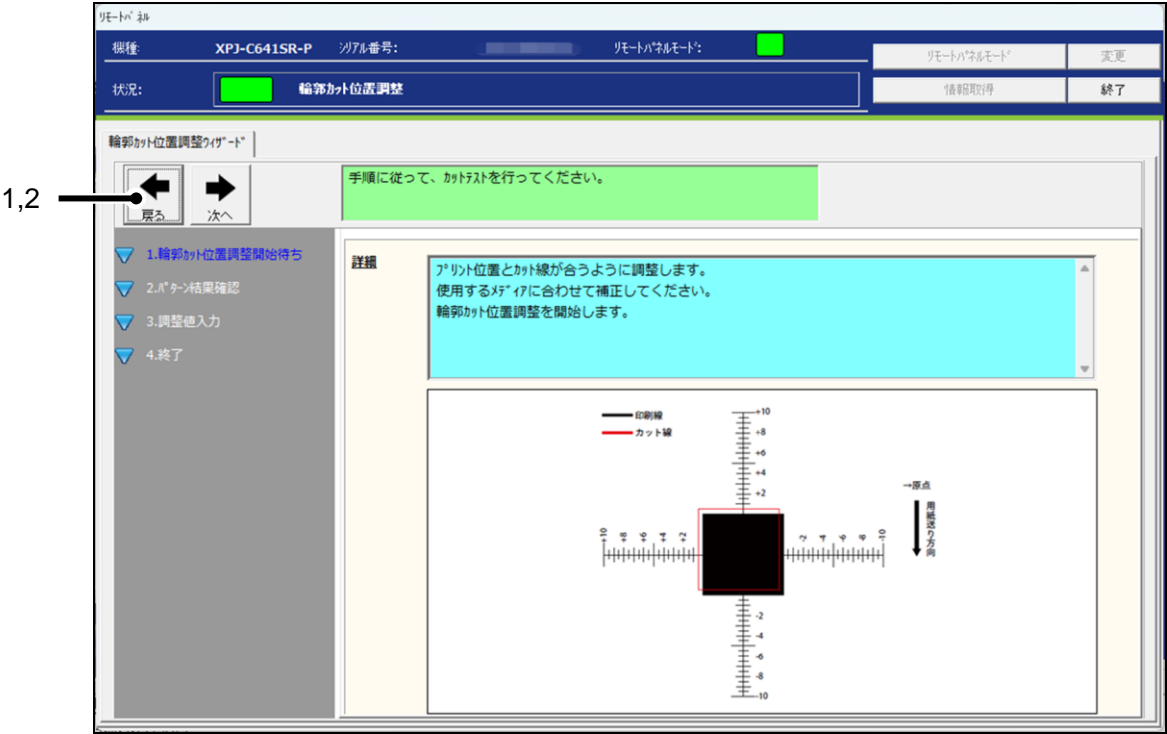 ﾘﾓｰﾄﾊﾟﾈﾙ
機種: XPJ-C641SR-P ｼﾘｱﾙ番号: ﾘﾓｰﾄﾊﾟﾈﾙﾓｰﾄﾞ:
ﾘﾓｰﾄﾊﾟﾈﾙﾓｰﾄﾞ 変更
状況: 輪郭ｶｯﾄ位置調整
情報取得 終了
輪郭ｶｯﾄ位置調整ｳｨｻﾞｰﾄﾞ
1,2
戻る 次へ
手順に従って、ｶｯﾄﾃｽﾄを行ってください。
1.輪郭ｶｯﾄ位置調整開始待ち
2.ﾊﾟﾀｰﾝ結果確認
3.調整値入力
4.終了
詳細
ﾌﾟﾘﾝﾄ位置とｶｯﾄ線が合うように調整します。
使用するﾒﾃﾞｨｱに合わせて補正してください。
輪郭ｶｯﾄ位置調整を開始します。
印刷線
カット線
+10
+8
+6
+4
+2
→原点
用紙送り方向
+10 +8 +6 +4 +2
-2 -4 -6 -8 -10
-2
-4
-6
-8
-10